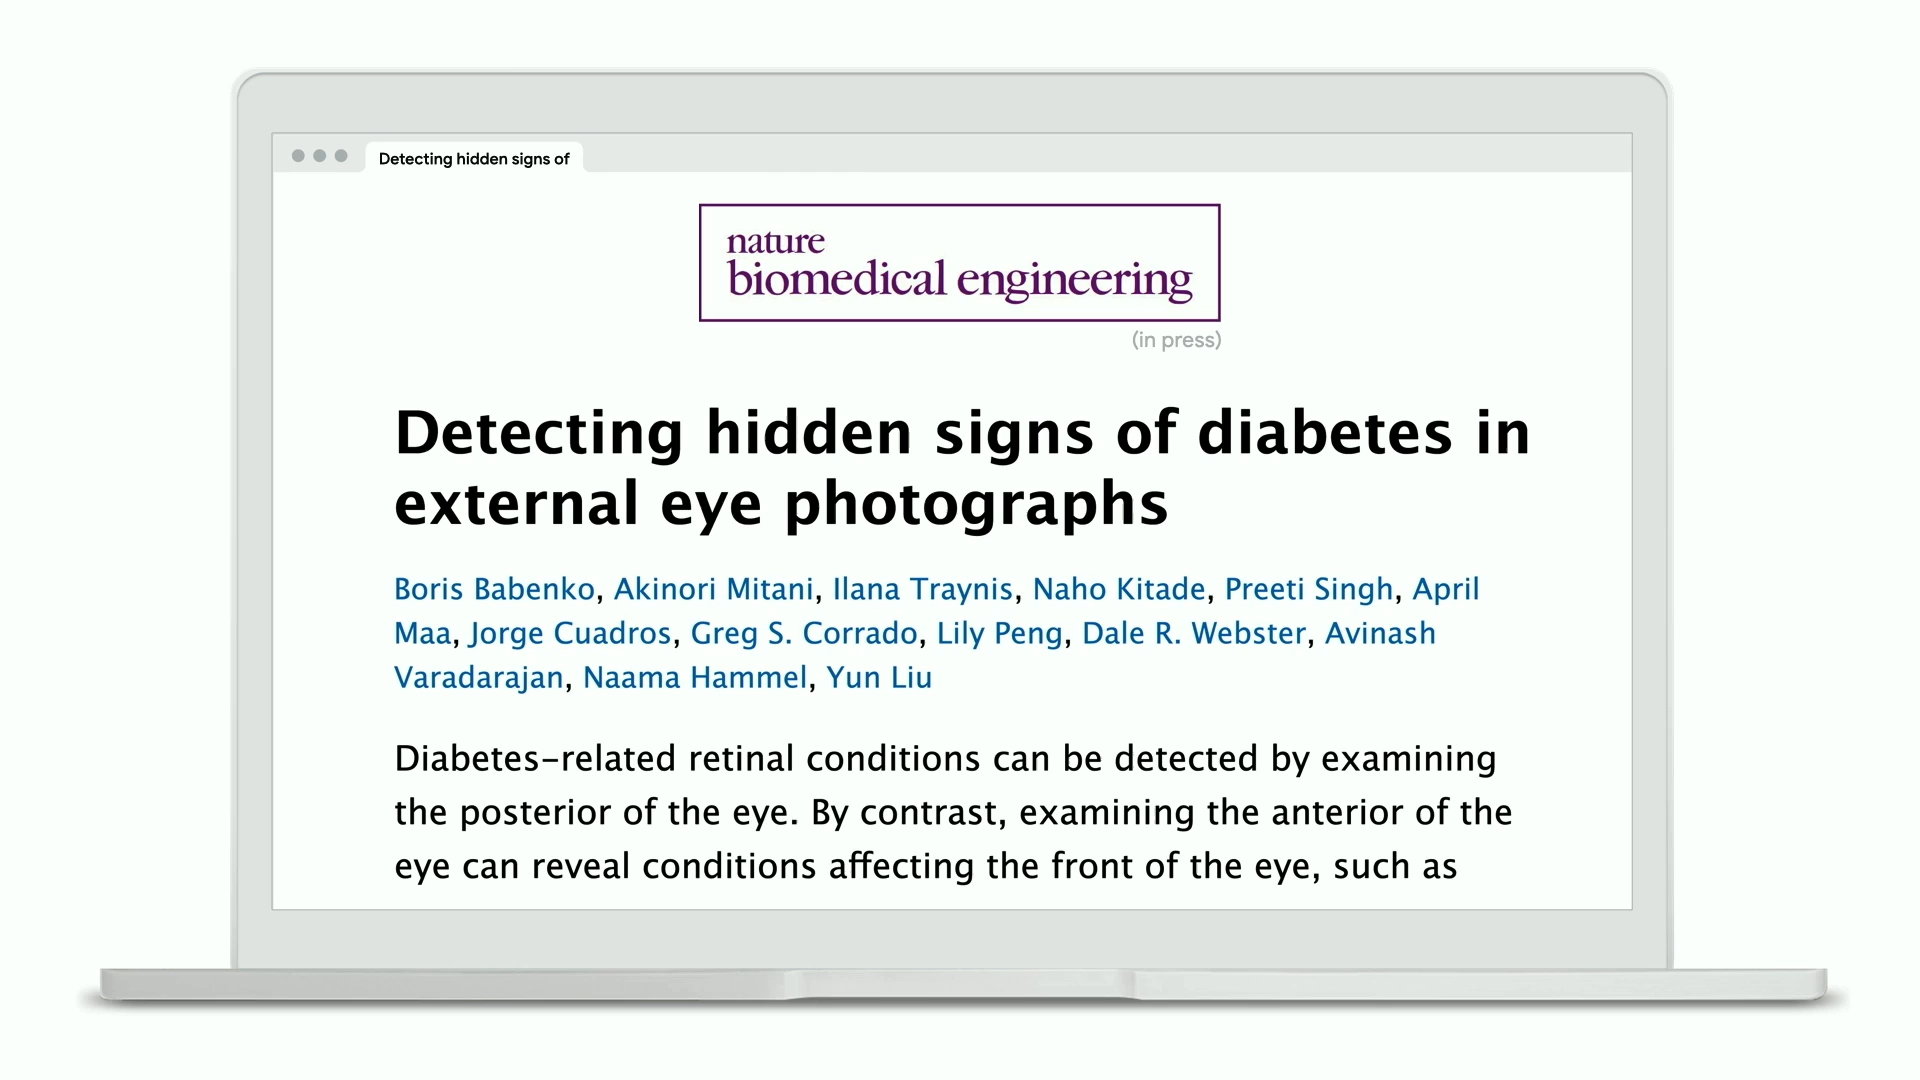 Detecting hidden signs of
nature
biomedical engineering
(in press)
Detecting hidden signs of diabetes in
external eye photographs
Boris Babenko, Akinori Mitani, Ilana Traynis, Naho Kitade, Preeti Singh, April
Maa, Jorge Cuadros, Greg S. Corrado, Lily Peng, Dale R. Webster, Avinash
Varadarajan, Naama Hammel, Yun Liu
Diabetes–related retinal conditions can be detected by examining
the posterior of the eye. By contrast, examining the anterior of the
eye can reveal conditions affecting the front of the eye, such as